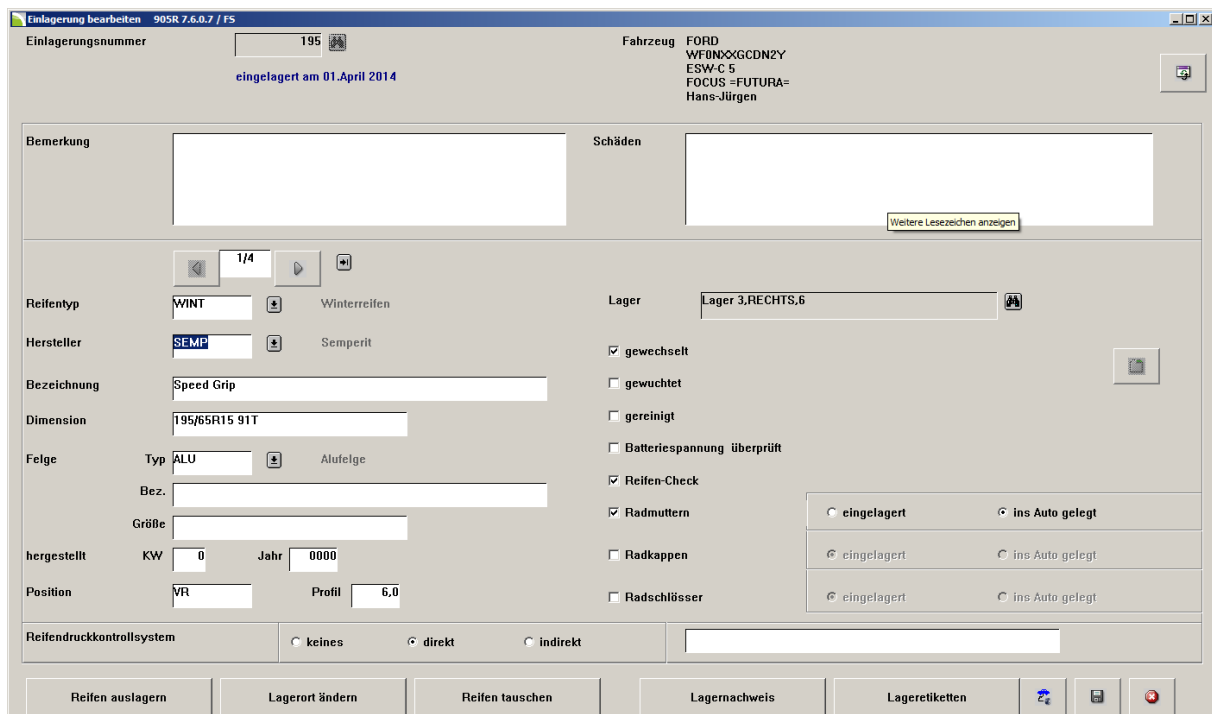 Einlagerung bearbeiten 905R 7.6.0.7 / FS
Einlagerungsnummer 195
Fahrzeug FORD
WF0NXXGCDN2Y
ESW-C 5
FOCUS =FUTURA=
Hans-Jürgen
eingelagert am 01.April 2014
Bemerkung
Schäden
Weitere Lesezeichen anzeigen
1/4
Reifentyp WINT Winterreifen
Lager Lager 3,RECHTS,6
Hersteller SEMP Semperit
gewechselt
Bezeichnung Speed Grip
gewuchtet
Dimension 195/65R15 91T
gereinigt
Batteriespannung überprüft
Felge Typ ALU Alufelge
Reifen-Check
Bez.
Radmuttern eingelagert ins Auto gelegt
Größe
hergestellt KW 0 Jahr 0000
Radkappen eingelagert ins Auto gelegt
Position VR Profil 6,0
Radschlösser eingelagert ins Auto gelegt
Reifendruckkontrollsystem keines direkt indirekt
Reifen auslagern Lagerort ändern Reifen tauschen Lagernachweis Lageretiketten